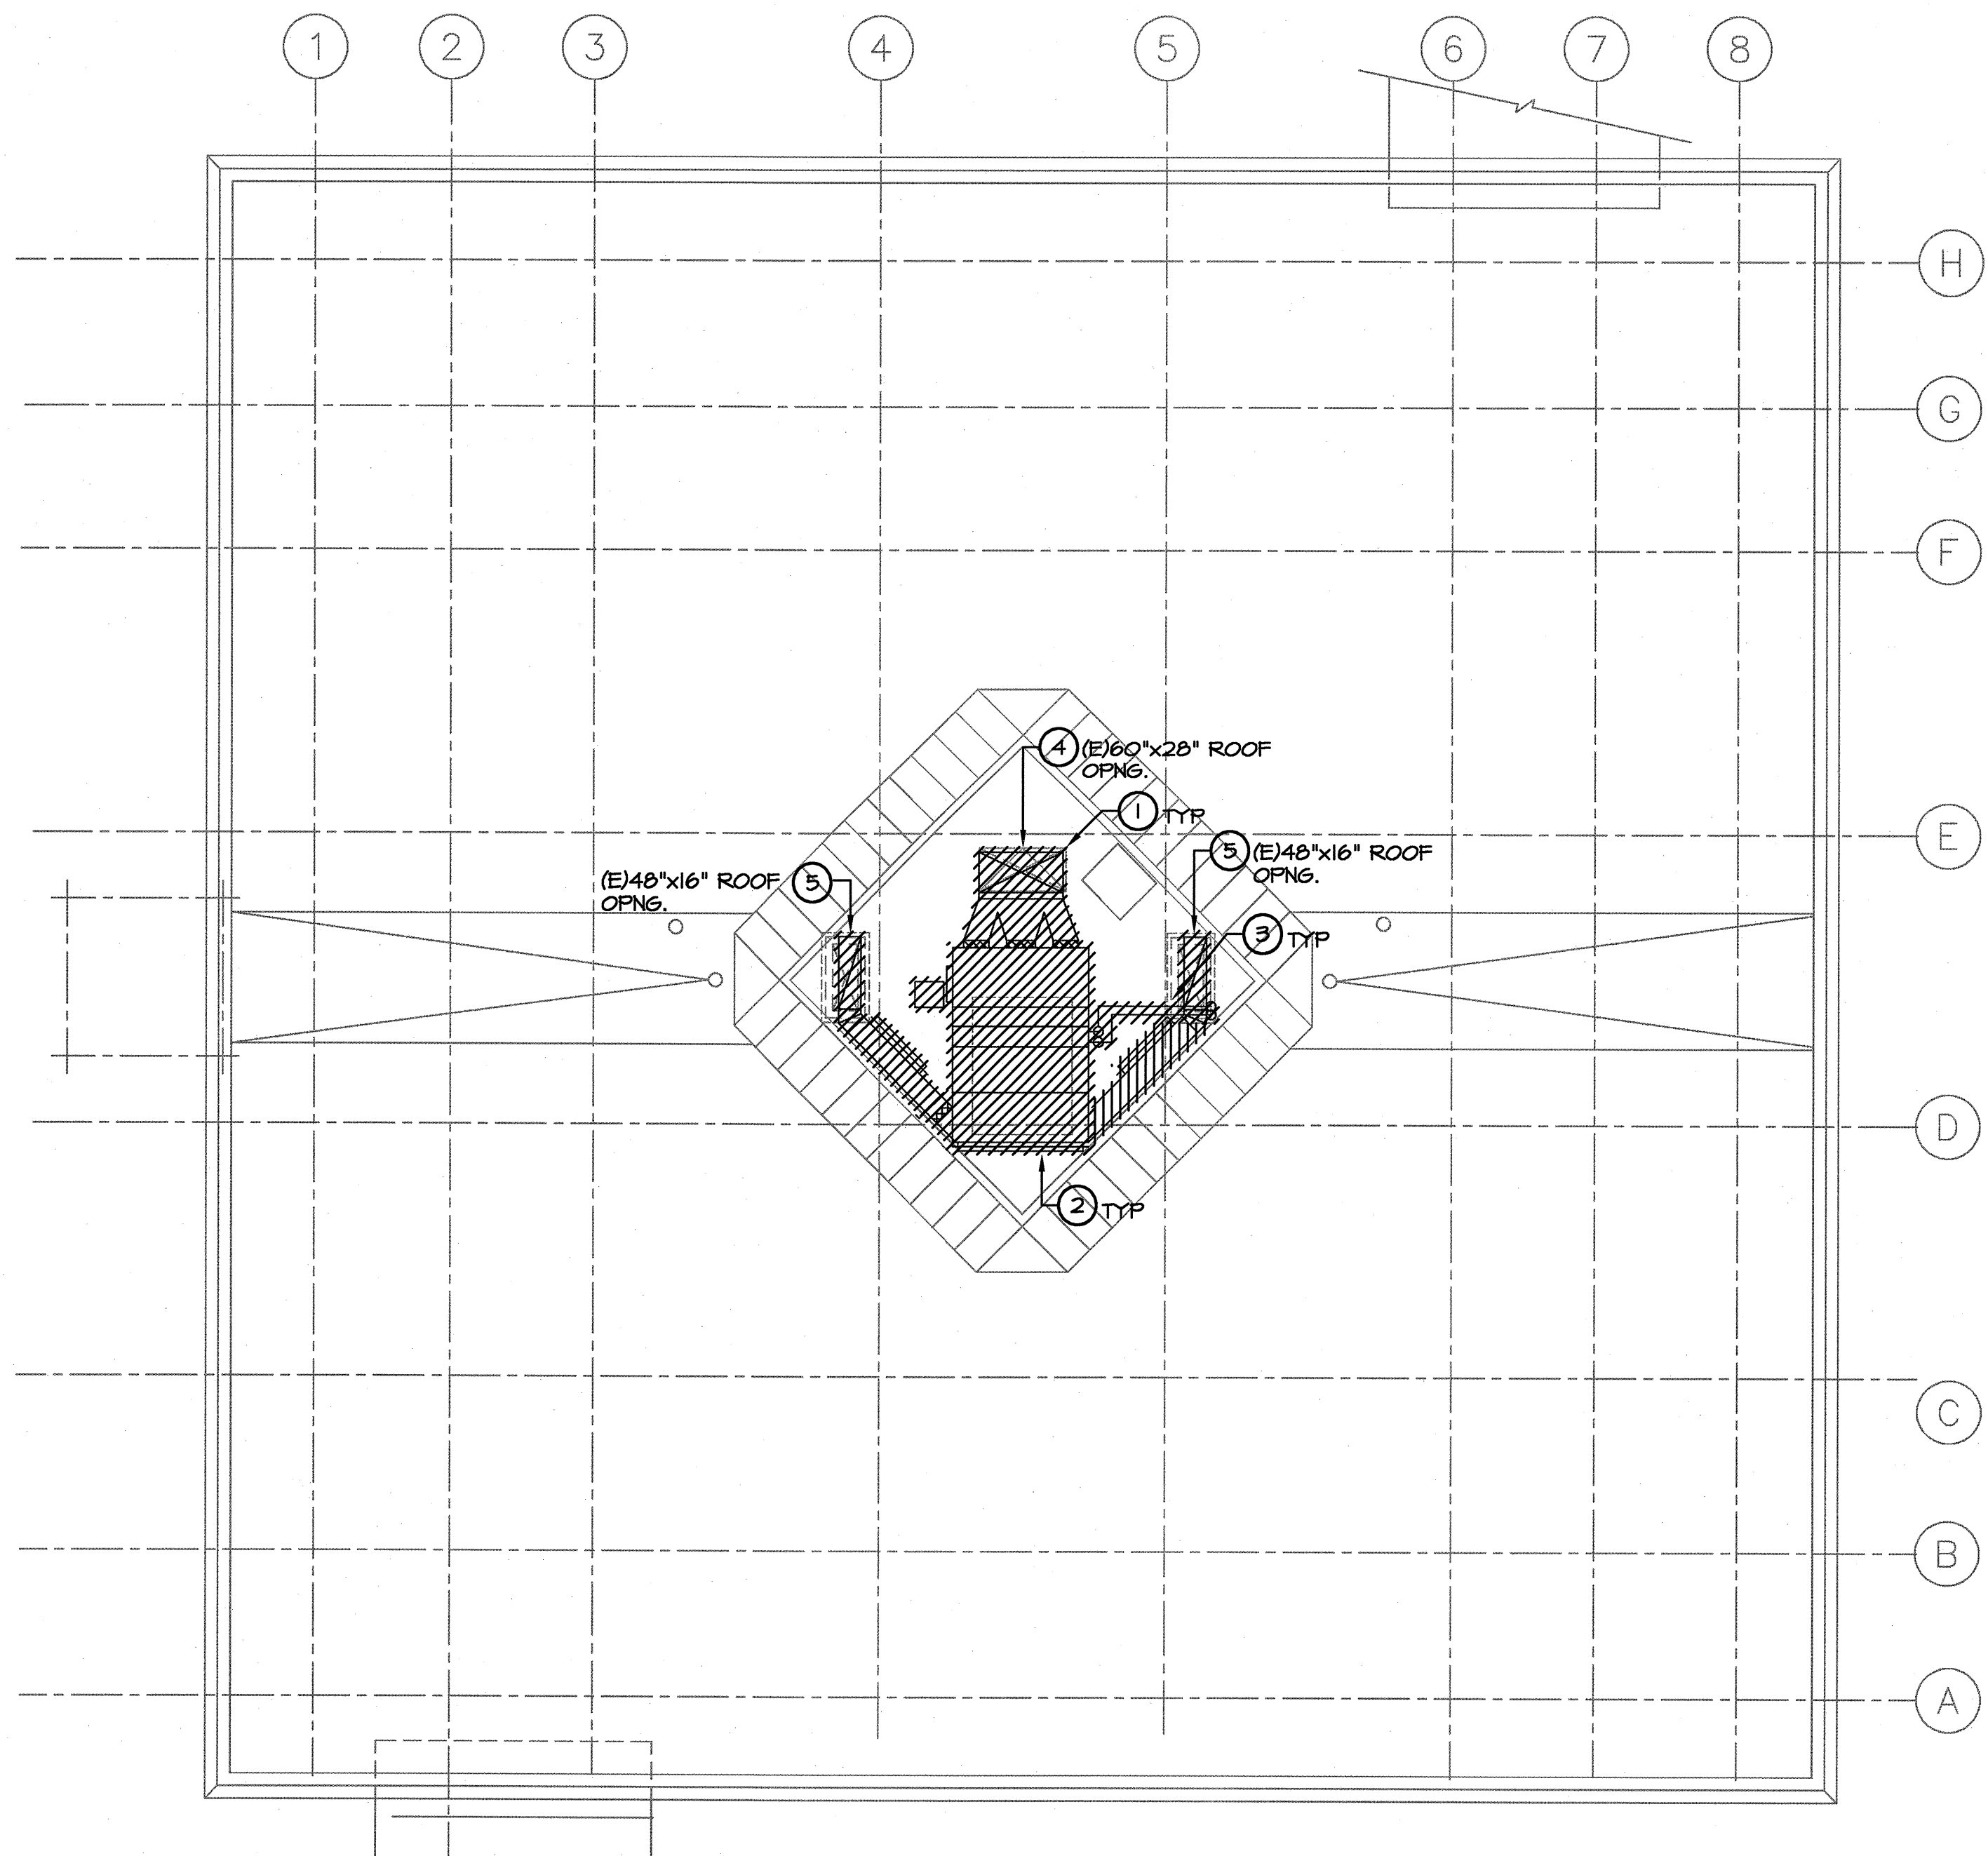 1 2 3 4 5 6 7 8
H
G
F
4 (E)60"x28" ROOF
OPNG.
1 TYP
E
5 (E)48"x16" ROOF
OPNG.
(E)48"x16" ROOF 5
OPNG.
3 TYP
D
2 TYP
C
B
A